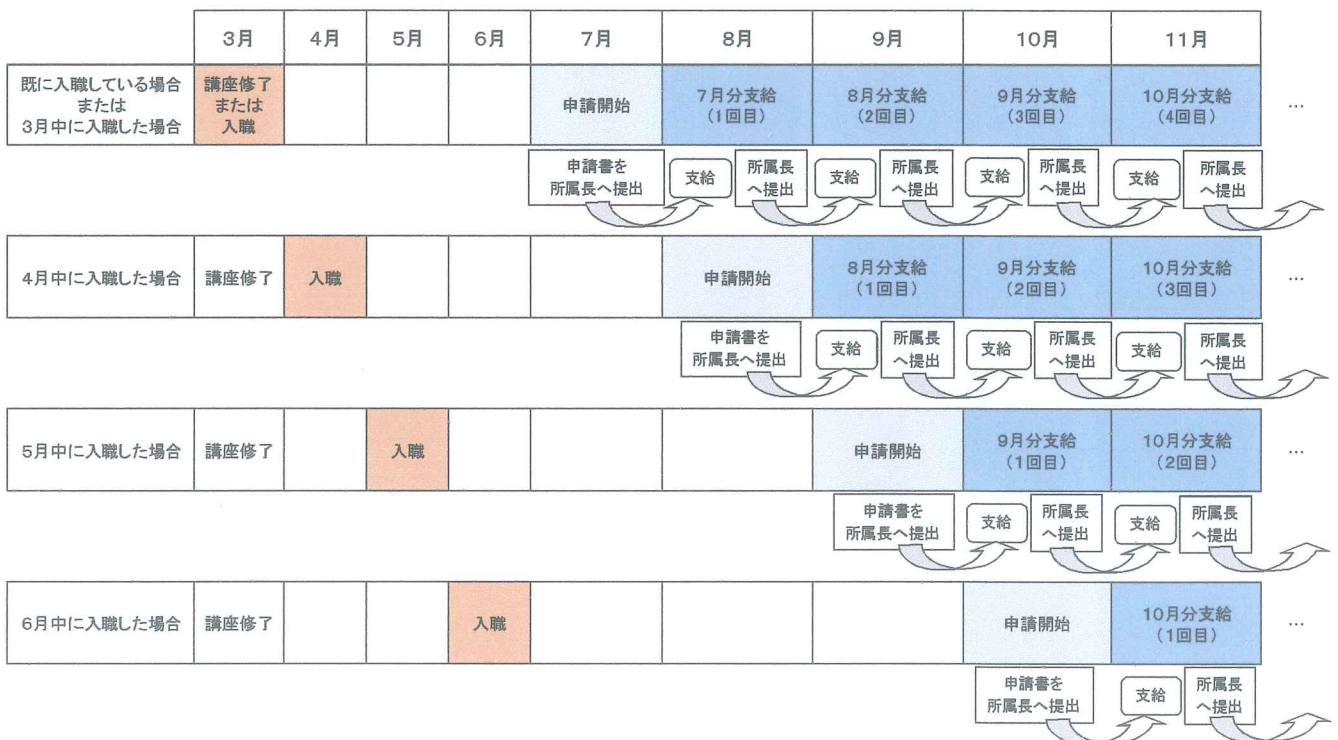 3月 4月 5月 6月 7月 8月 9月 10月 11月
既に入職している場合
または
3月中に入職した場合
講座修了
または
入職
申請開始
7月分支給
(1回目)
8月分支給
(2回目)
9月分支給
(3回目)
10月分支給
(4回目)
…
申請書を
所属長へ提出
支給
所属長
へ提出
支給
所属長
へ提出
支給
所属長
へ提出
支給
所属長
へ提出
4月中に入職した場合
講座修了
入職
申請開始
8月分支給
(1回目)
9月分支給
(2回目)
10月分支給
(3回目)
…
申請書を
所属長へ提出
支給
所属長
へ提出
支給
所属長
へ提出
支給
所属長
へ提出
5月中に入職した場合
講座修了
入職
申請開始
9月分支給
(1回目)
10月分支給
(2回目)
…
申請書を
所属長へ提出
支給
所属長
へ提出
支給
所属長
へ提出
6月中に入職した場合
講座修了
入職
申請開始
10月分支給
(1回目)
…
申請書を
所属長へ提出
支給
所属長
へ提出